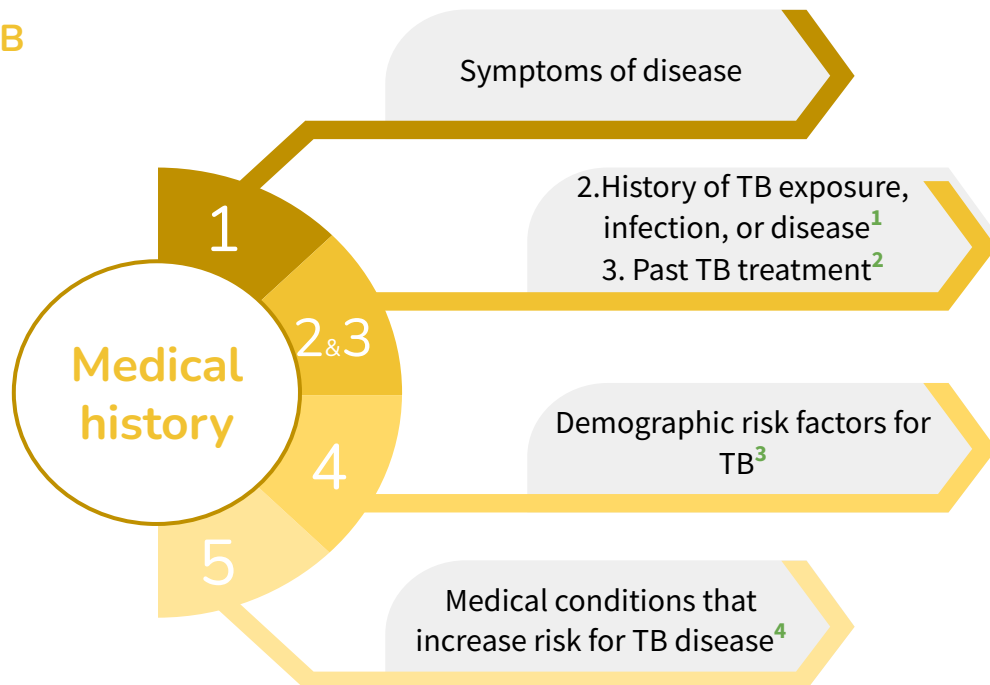 B
Symptoms of disease
1
2.History of TB exposure,
infection, or disease1
3. Past TB treatment2
2&3
Medical
history
Demographic risk factors for
TB3
4
5
Medical conditions that
increase risk for TB disease4